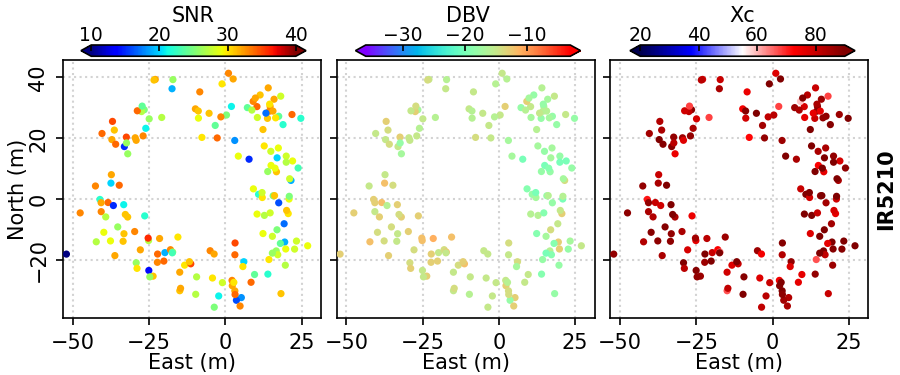 SNR DBV Xc
10 20 30 40 −30 −20 −10 20 40 60 80
40
20
0
−20
North (m)
IR5210
−50 −25 0 25 −50 −25 0 25 −50 −25 0 25
East (m) East (m) East (m)